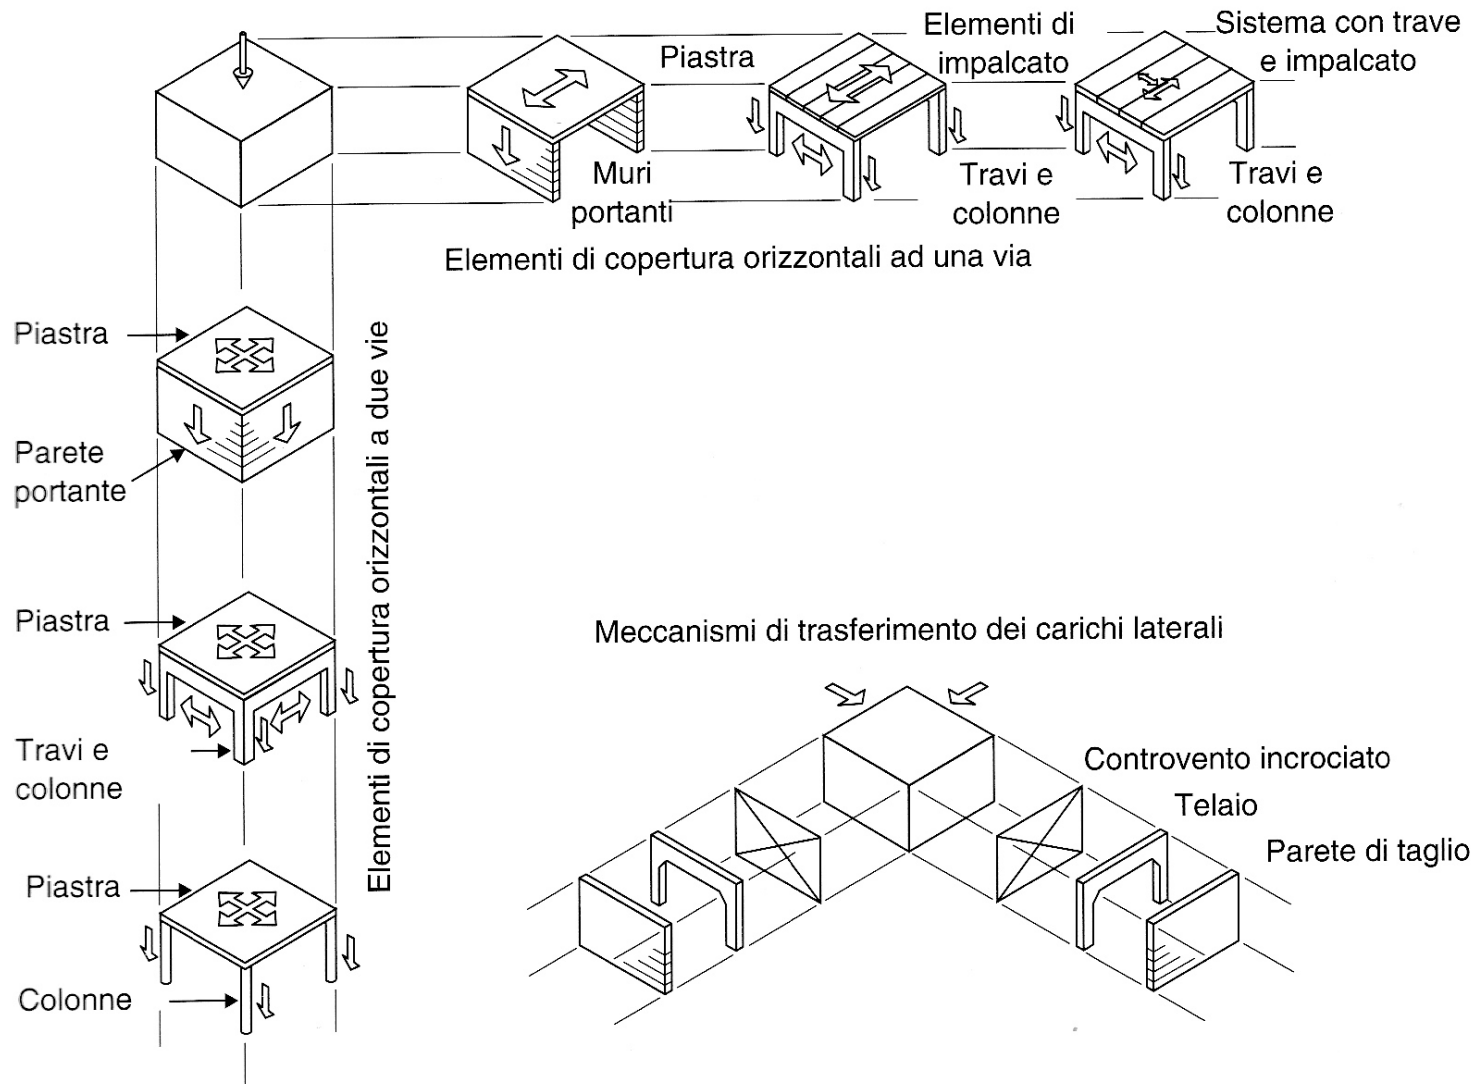 Piastra
Elementi di
impalcato
Sistema con trave
e impalcato
Muri
portanti
Travi e
colonne
Travi e
colonne
Elementi di copertura orizzontali ad una via
Piastra
Parete
portante
Piastra
Travi e
colonne
Piastra
Colonne
Elementi di copertura orizzontali a due vie
Meccanismi di trasferimento dei carichi laterali
Controvento incrociato
Telaio
Parete di taglio